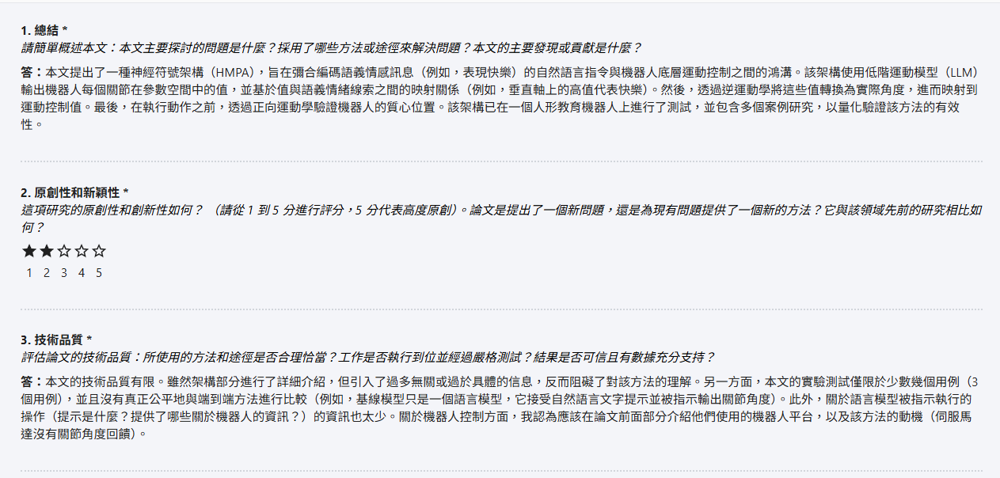 1. 總結 *
請簡單概述本文：本文主要探討的問題是什麼？採用了哪些方法或途徑來解決問題？本文的主要發現或貢獻是什麼？
答：本文提出了一種神經符號架構（HMPA），旨在彌合編碼語義情感訊息（例如，表現快樂）的自然語言指令與機器人底層運動控制之間的鴻溝。該架構使用低階運動模型（LLM）
輸出機器人每個關節在參數空間中的值，並基於值與語義情緒線索之間的映射關係（例如，垂直軸上的高值代表快樂）。然後，透過逆運動學將這些值轉換為實際角度，進而映射到
運動控制值。最後，在執行動作之前，透過正向運動學驗證機器人的質心位置。該架構已在一個人形教育機器人上進行了測試，並包含多個案例研究，以量化驗證該方法的有效
性。
2. 原創性和新穎性 *
這項研究的原創性和創新性如何？ （請從 1 到 5 分進行評分，5 分代表高度原創）。論文是提出了一個新問題，還是為現有問題提供了一個新的方法？它與該領域先前的研究相比如
何？
★★☆☆☆
1 2 3 4 5
3. 技術品質 *
評估論文的技術品質：所使用的方法和途徑是否合理恰當？工作是否執行到位並經過嚴格測試？結果是否可信且有數據充分支持？
答：本文的技術品質有限。雖然架構部分進行了詳細介紹，但引入了過多無關或過於具體的信息，反而阻礙了對該方法的理解。另一方面，本文的實驗測試僅限於少數幾個用例（3
個用例），並且沒有真正公平地與端到端方法進行比較（例如，基線模型只是一個語言模型，它接受自然語言文字提示並被指示輸出關節角度）。此外，關於語言模型被指示執行的
操作（提示是什麼？提供了哪些關於機器人的資訊？）的資訊也太少。關於機器人控制方面，我認為應該在論文前面部分介紹他們使用的機器人平台，以及該方法的動機（伺服馬
達沒有關節角度回饋）。